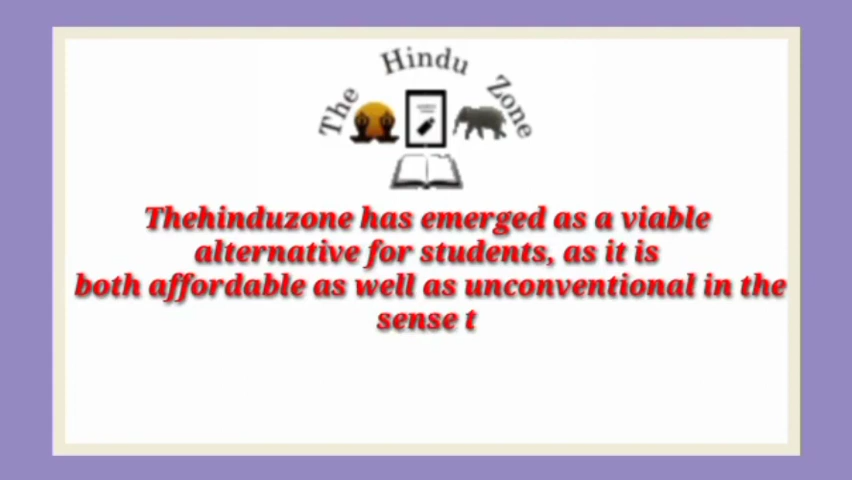 The Hindu Zone
Thehinduzone has emerged as a viable
alternative for students, as it is
both affordable as well as unconventional in the
sense t